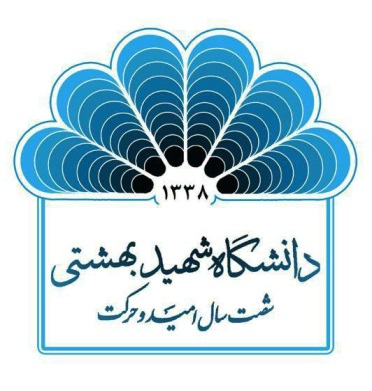 ۱۳۳۸
دانشگاه شهید بهشتی
شصت سال امید و حرکت